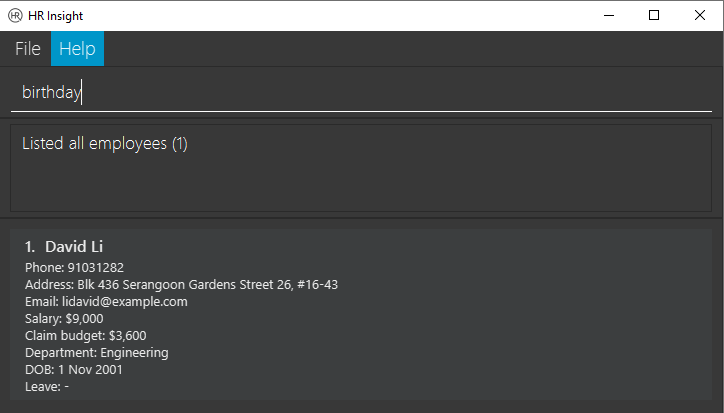 HR HR Insight
File Help
birthday
Listed all employees (1)
1. David Li
Phone: 91031282
Address: Blk 436 Serangoon Gardens Street 26, #16-43
Email: lidavid@example.com
Salary: $9,000
Claim budget: $3,600
Department: Engineering
DOB: 1 Nov 2001
Leave: -